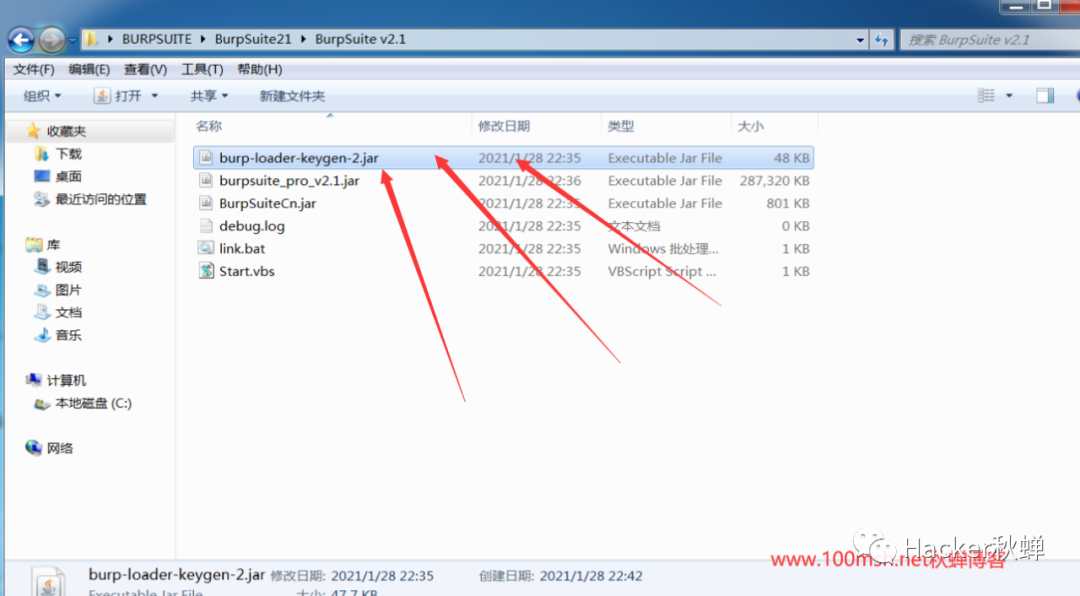 BURPSUITE BurpSuite21 BurpSuite v2.1 搜索 BurpSuite v2.1
文件(F) 编辑(E) 查看(V) 工具(T) 帮助(H)
组织 打开 共享 新建文件夹
收藏夹
下载
桌面
最近访问的位置
库
视频
图片
文档
音乐
计算机
本地磁盘 (C:)
网络
名称 修改日期 类型 大小
burp-loader-keygen-2.jar 2021/1/28 22:35 Executable Jar File 48 KB
burpsuite_pro_v2.1.jar 2021/1/28 22:36 Executable Jar File 287,320 KB
BurpSuiteCn.jar 2021/1/28 22:35 Executable Jar File 801 KB
debug.log 2021/1/28 22:35 文本文档 0 KB
link.bat 2021/1/28 22:35 Windows 批处理... 1 KB
Start.vbs 2021/1/28 22:35 VBScript Script ... 1 KB
Hacker秋蝉
www.100msh.net秋蝉博客
burp-loader-keygen-2.jar 修改日期: 2021/1/28 22:35 创建日期: 2021/1/28 22:42
Executable Jar File 大小: 47.7 KB